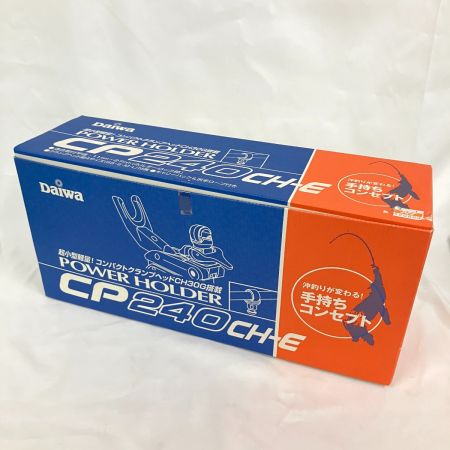 Daiwa
POWER HOLDER
CP240CH-E
沖釣りが変わる!
手持ち
コンセプト
Daiwa
超小型軽量!コンパクトクランプヘッドCH30G搭載
POWER HOLDER
CP240CH-E
沖釣りが変わる!
手持ち
コンセプト